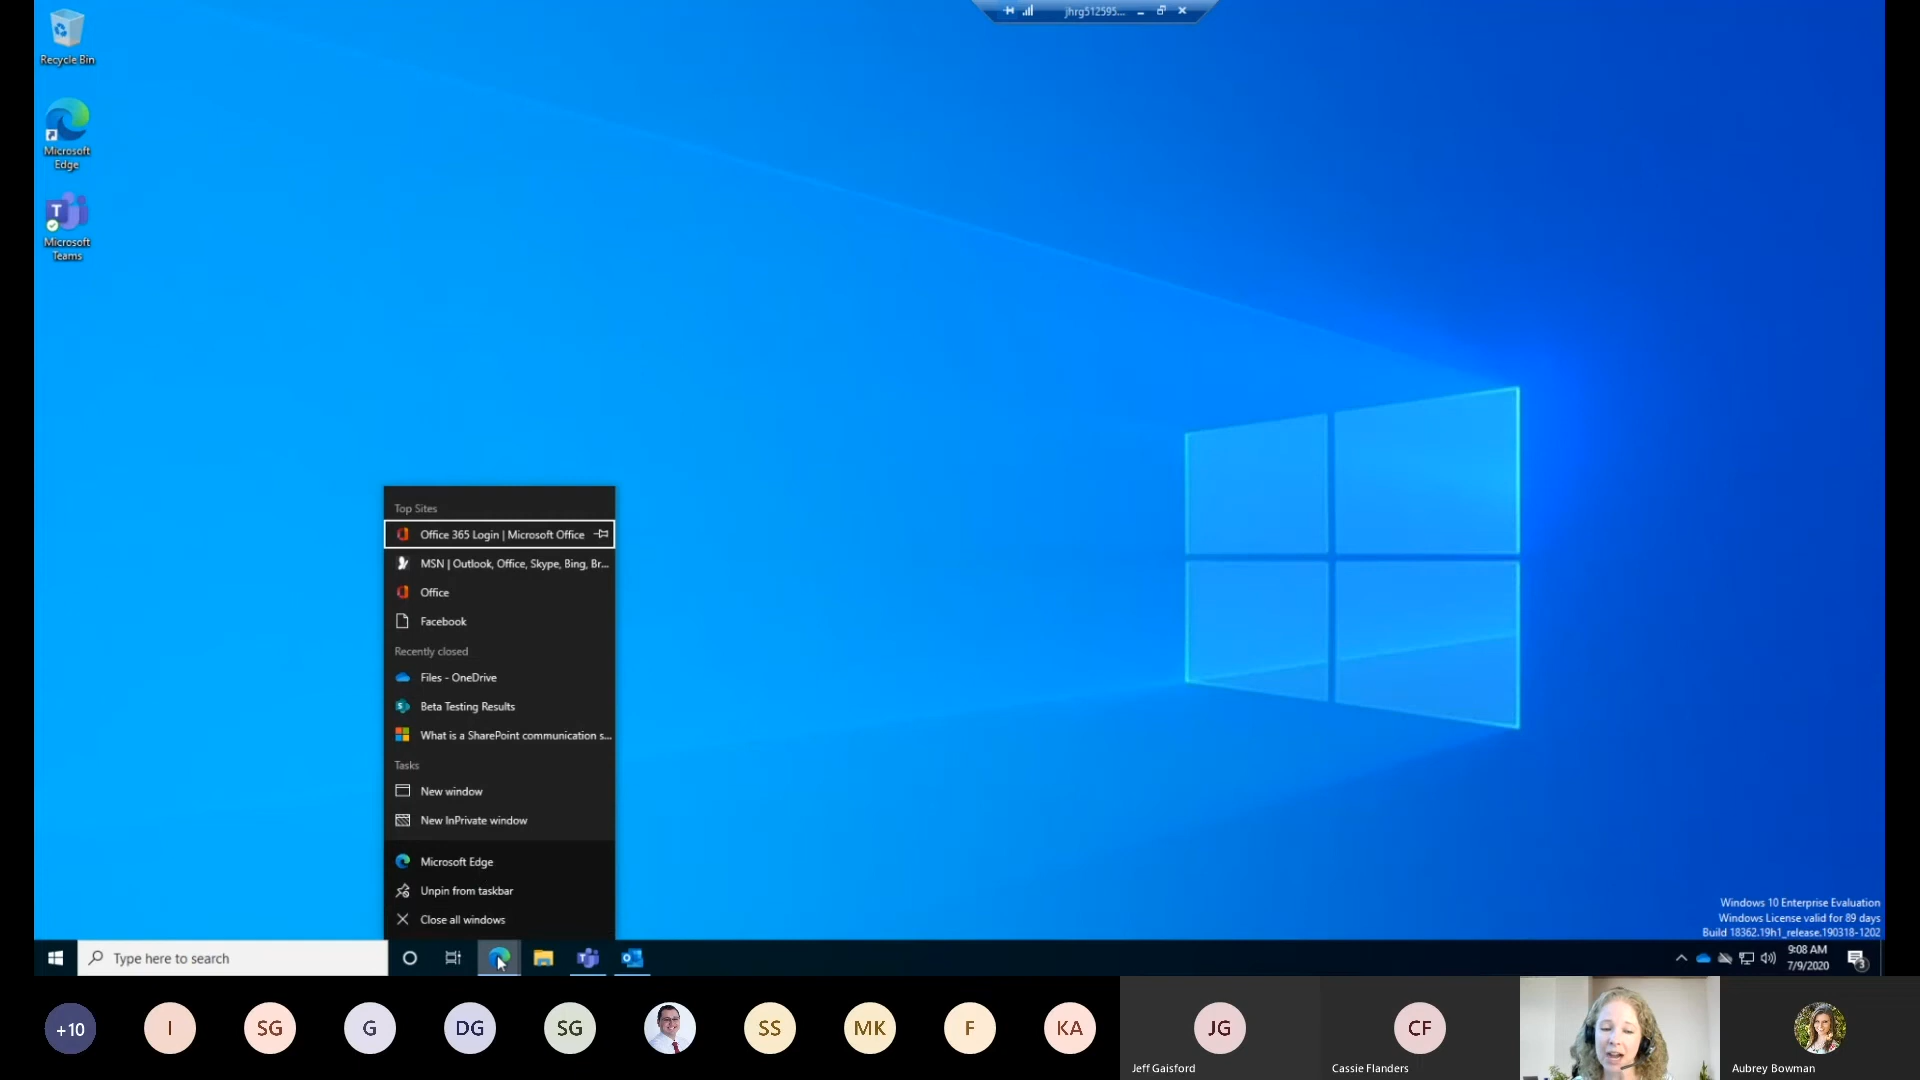 jhrg512595...
Recycle Bin
Microsoft
Edge
Microsoft
Teams
Top Sites
Office 365 Login | Microsoft Office
MSN | Outlook, Office, Skype, Bing, Br...
Office
Facebook
Recently closed
Files - OneDrive
Beta Testing Results
What is a SharePoint communication s...
Tasks
New window
New InPrivate window
Microsoft Edge
Unpin from taskbar
Close all windows
Windows 10 Enterprise Evaluation
Windows License valid for 89 days
Build 18362.19h1_release.190318-1202
Type here to search
9:08 AM
7/9/2020
3
+10
I
SG
G
DG
SG
SS
MK
F
KA
JG
CF
Jeff Gaisford
Cassie Flanders
Aubrey Bowman